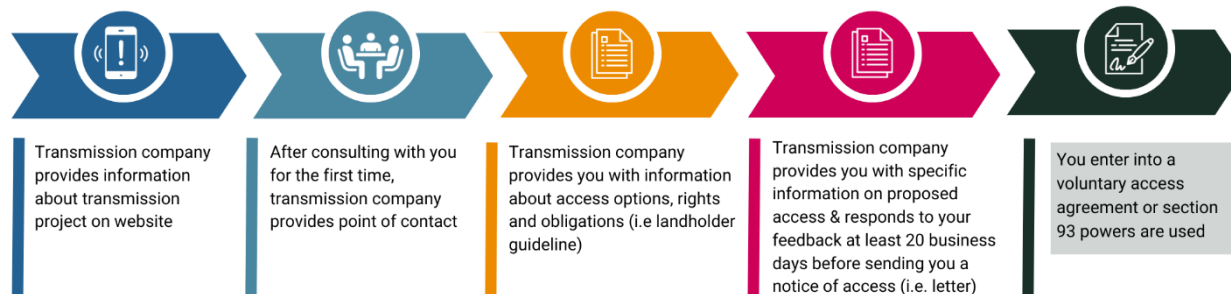 Transmission company
provides information
about transmission
project on website
After consulting with you
for the first time,
transmission company
provides point of contact
Transmission company
provides you with information
about access options, rights
and obligations (i.e landholder
guideline)
Transmission company
provides you with specific
information on proposed
access & responds to your
feedback at least 20 business
days before sending you a
notice of access (i.e. letter)
You enter into a
voluntary access
agreement or section
93 powers are used